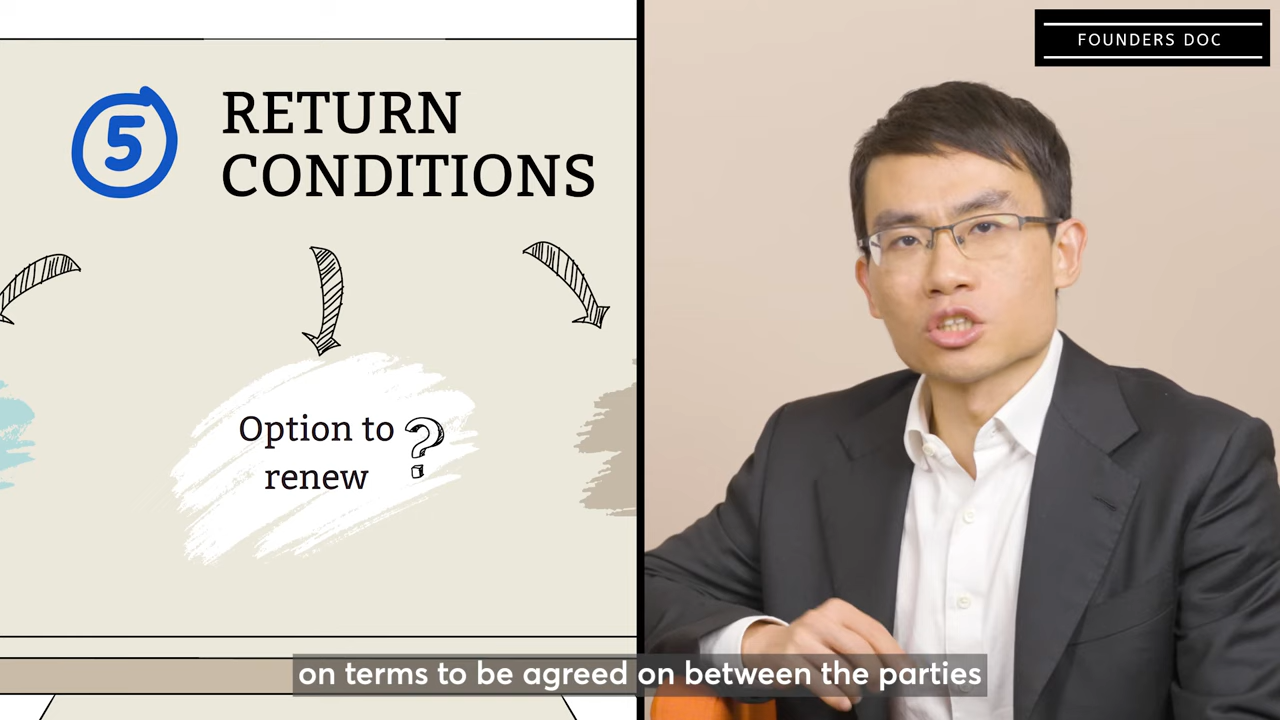 FOUNDERS DOC
5
RETURN
CONDITIONS
Option to
renew ?
on terms to be agreed on between the parties